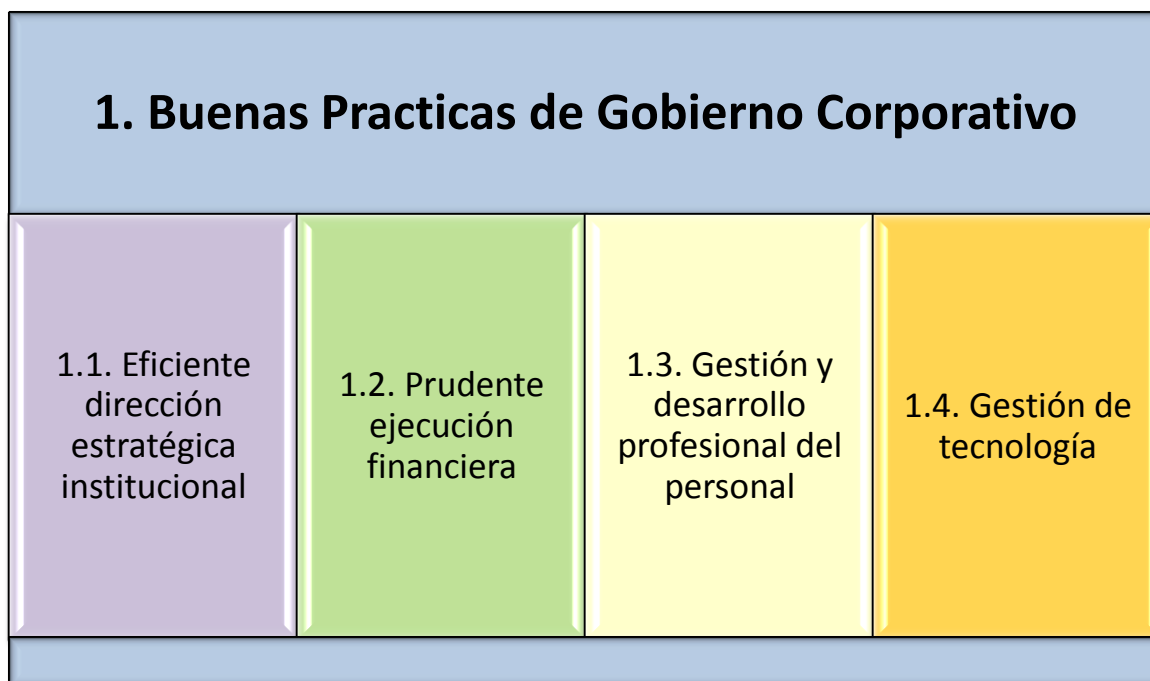 1. Buenas Practicas de Gobierno Corporativo
1.1. Eficiente
dirección
estratégica
institucional
1.2. Prudente
ejecución
financiera
1.3. Gestión y
desarrollo
profesional del
personal
1.4. Gestión de
tecnología